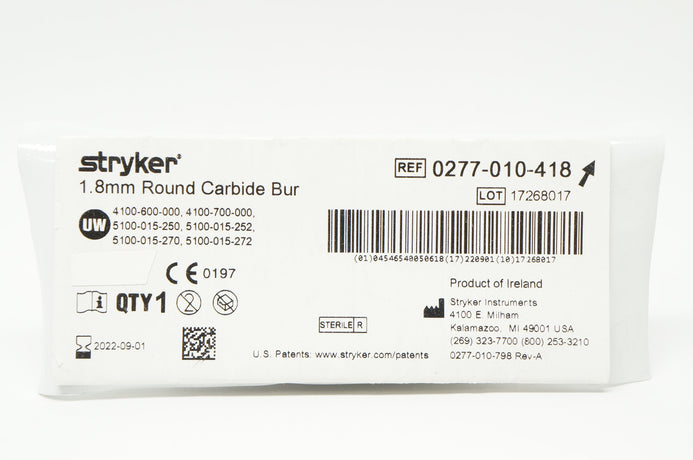 stryker®
1.8mm Round Carbide Bur
UW
4100-600-000, 4100-700-000,
5100-015-250, 5100-015-252,
5100-015-270, 5100-015-272
CE 0197
i QTY 1 2
2022-09-01
STERILE R
U.S. Patents: www.stryker.com/patents
REF 0277-010-418
LOT 17268017
(01)04546540050618(17)220901(10)17268017
Product of Ireland
Stryker Instruments
4100 E. Milham
Kalamazoo, MI 49001 USA
(269) 323-7700 (800) 253-3210
0277-010-798 Rev-A